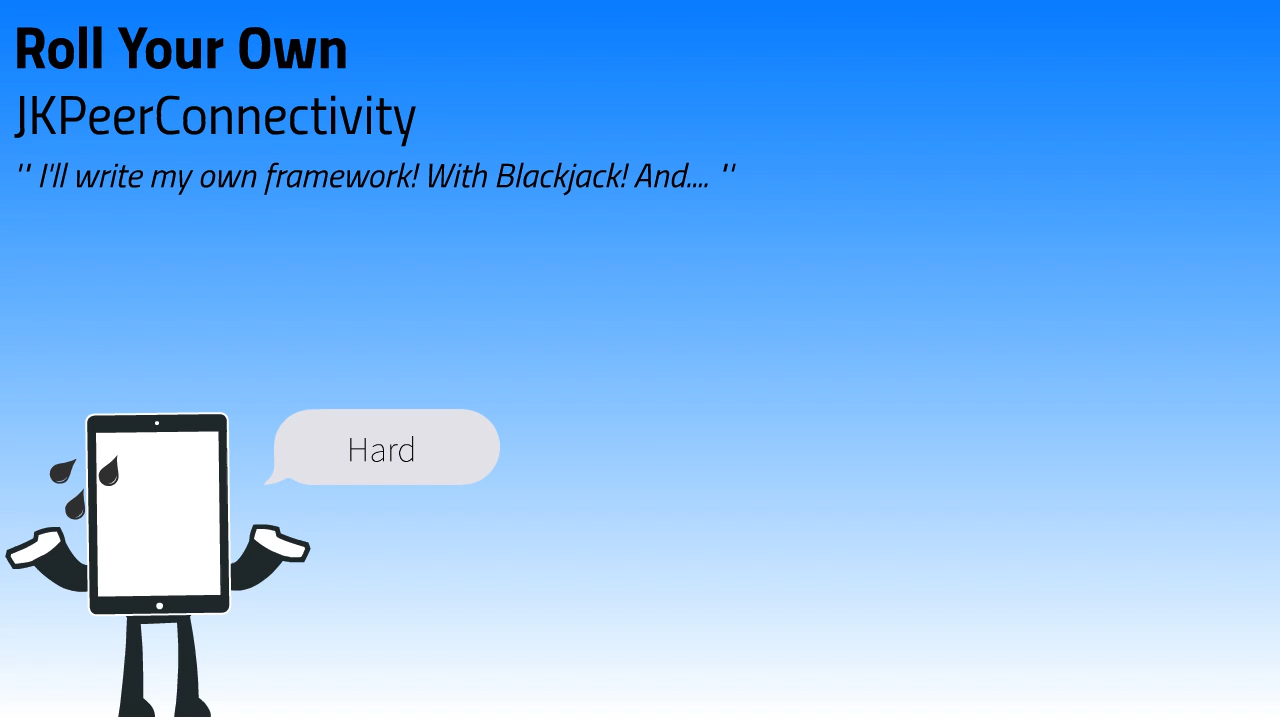 Roll Your Own
JKPeerConnectivity
" I'll write my own framework! With Blackjack! And.... "
Hard